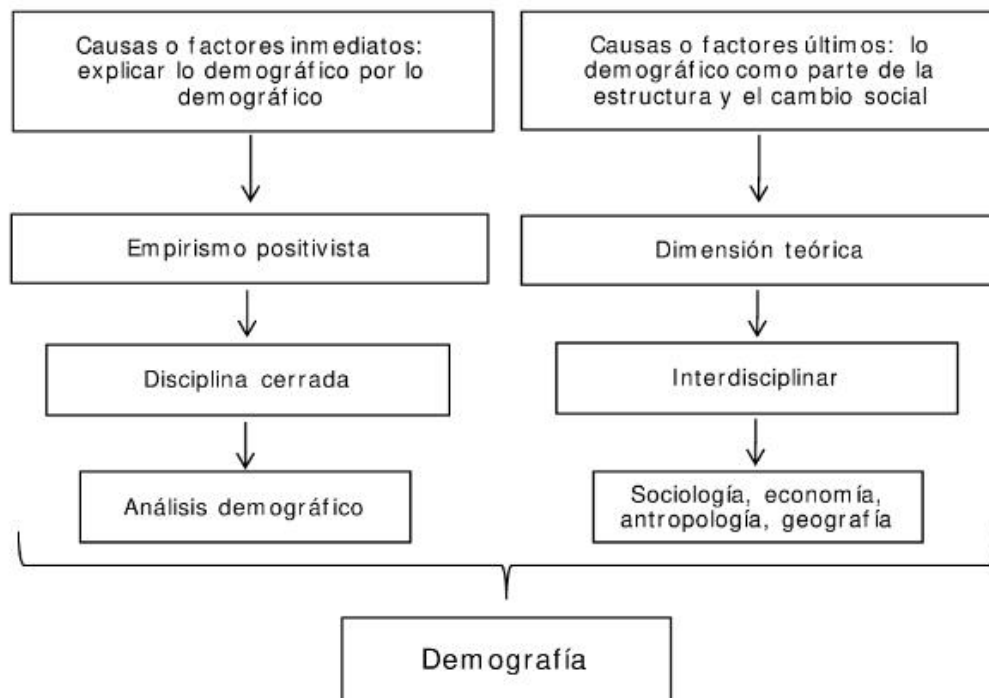 Causas o factores inmediatos:
explicar lo demográfico por lo
demográfico
Causas o factores últimos: lo
demográfico como parte de la
estructura y el cambio social
Empirismo positivista
Dimensión teórica
Disciplina cerrada
Interdisciplinar
Análisis demográfico
Sociología, economía,
antropología, geografía
Demografía